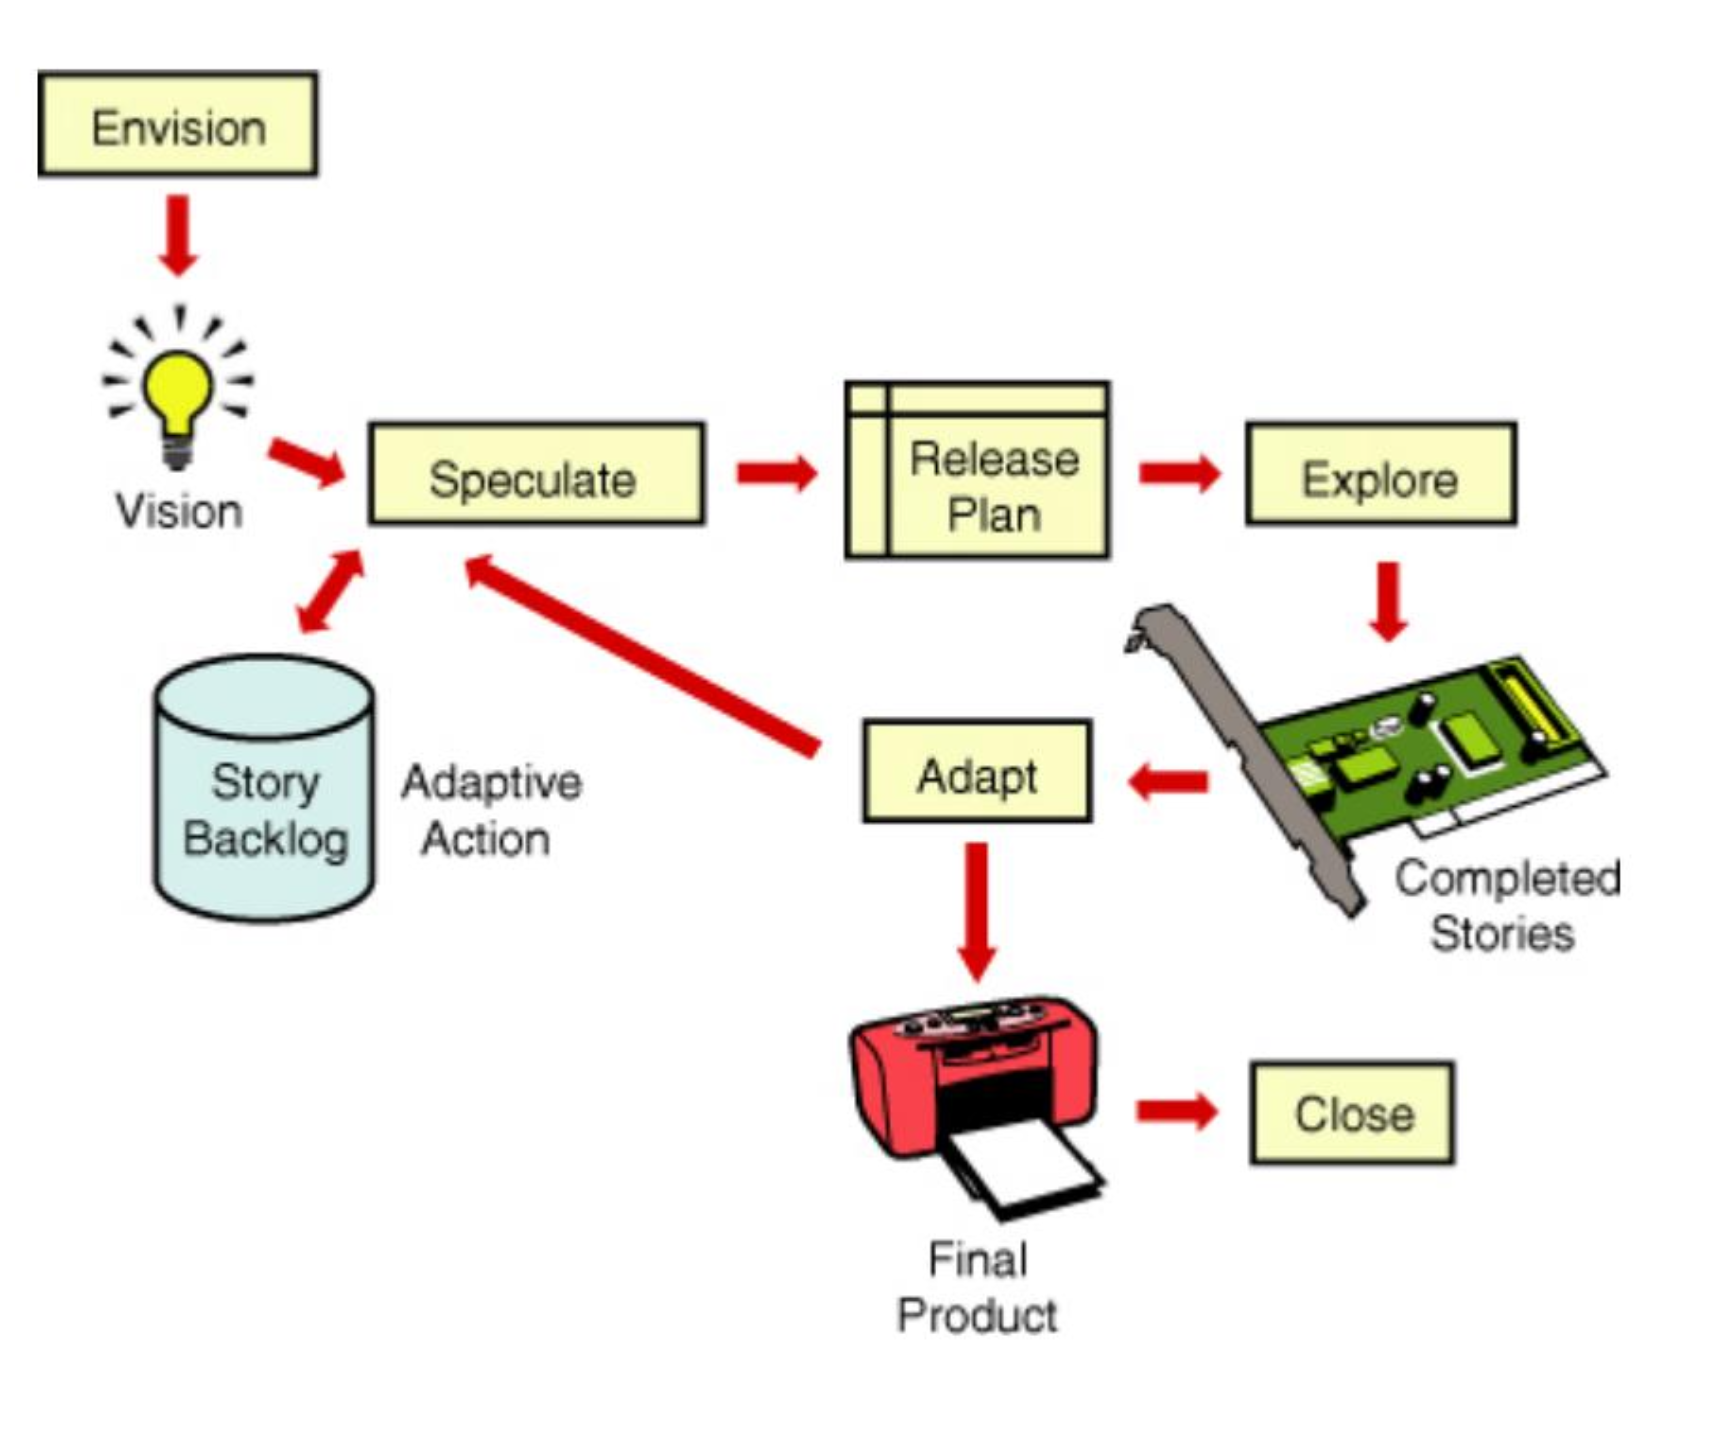 Envision
Vision
Speculate
Release
Plan
Explore
Story
Backlog
Adaptive
Action
Adapt
Completed
Stories
Close
Final
Product